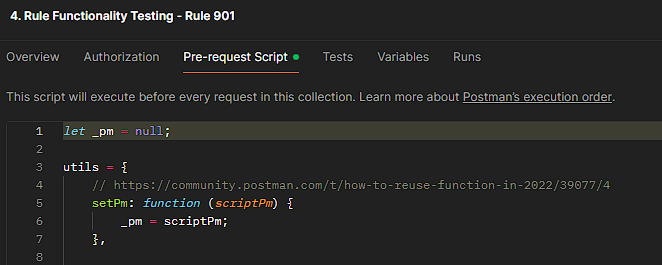 4. Rule Functionality Testing - Rule 901
Overview Authorization Pre-request Script Tests Variables Runs
This script will execute before every request in this collection. Learn more about Postman's execution order.
1 let _pm = null;
2
3 utils = {
4 // https://community.postman.com/t/how-to-reuse-function-in-2022/39077/4
5 setPm: function (scriptPm) {
6 _pm = scriptPm;
7 },
8